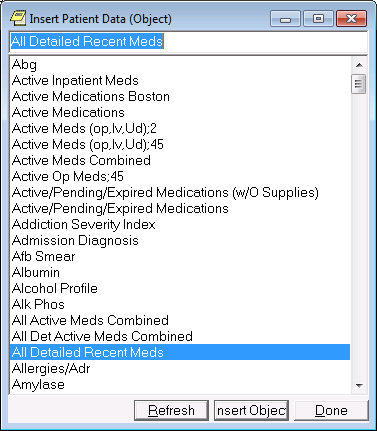 Insert Patient Data (Object)
All Detailed Recent Meds
Abg
Active Inpatient Meds
Active Medications Boston
Active Medications
Active Meds (op,Iv,Ud);2
Active Meds (op,Iv,Ud);45
Active Meds Combined
Active Op Meds;45
Active/Pending/Expired Medications (w/O Supplies)
Active/Pending/Expired Medications
Addiction Severity Index
Admission Diagnosis
Afb Smear
Albumin
Alcohol Profile
Alk Phos
All Active Meds Combined
All Det Active Meds Combined
All Detailed Recent Meds
Allergies/Adr
Amylase
Refresh nsert Objec Done